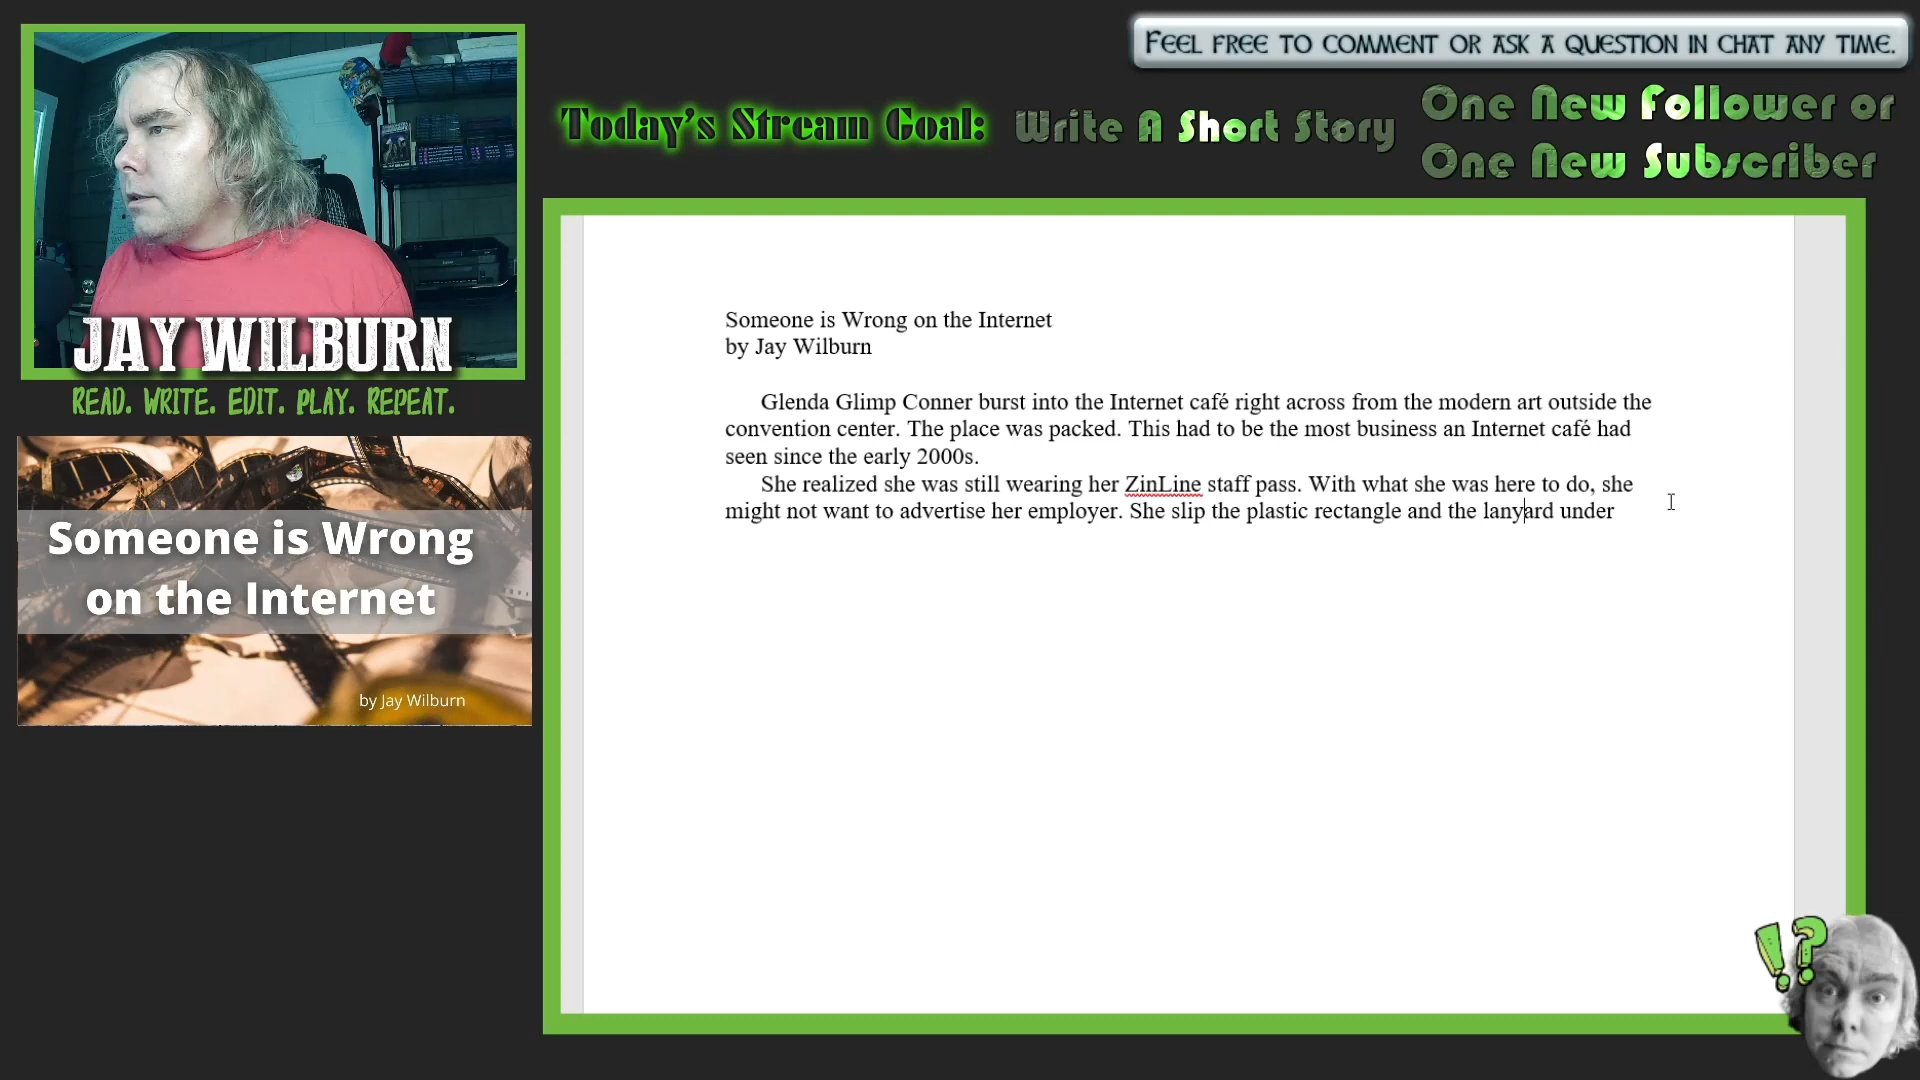 Feel free to comment or ask a question in chat any time.
Today's Stream Goal:
Write A Short Story
One New Follower or
One New Subscriber
JAY WILBURN
READ. WRITE. EDIT. PLAY. REPEAT.
Someone is Wrong
on the Internet
by Jay Wilburn
Someone is Wrong on the Internet
by Jay Wilburn
Glenda Glimp Conner burst into the Internet café right across from the modern art outside the
convention center. The place was packed. This had to be the most business an Internet café had
seen since the early 2000s.
She realized she was still wearing her ZinLine staff pass. With what she was here to do, she
might not want to advertise her employer. She slip the plastic rectangle and the lanyard under
!?